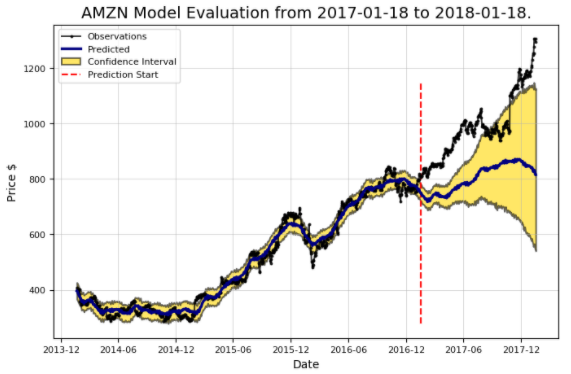 AMZN Model Evaluation from 2017-01-18 to 2018-01-18.
Observations
Predicted
Confidence Interval
Prediction Start
Price $
1200
1000
800
600
400
2013-12 2014-06 2014-12 2015-06 2015-12 2016-06 2016-12 2017-06 2017-12
Date